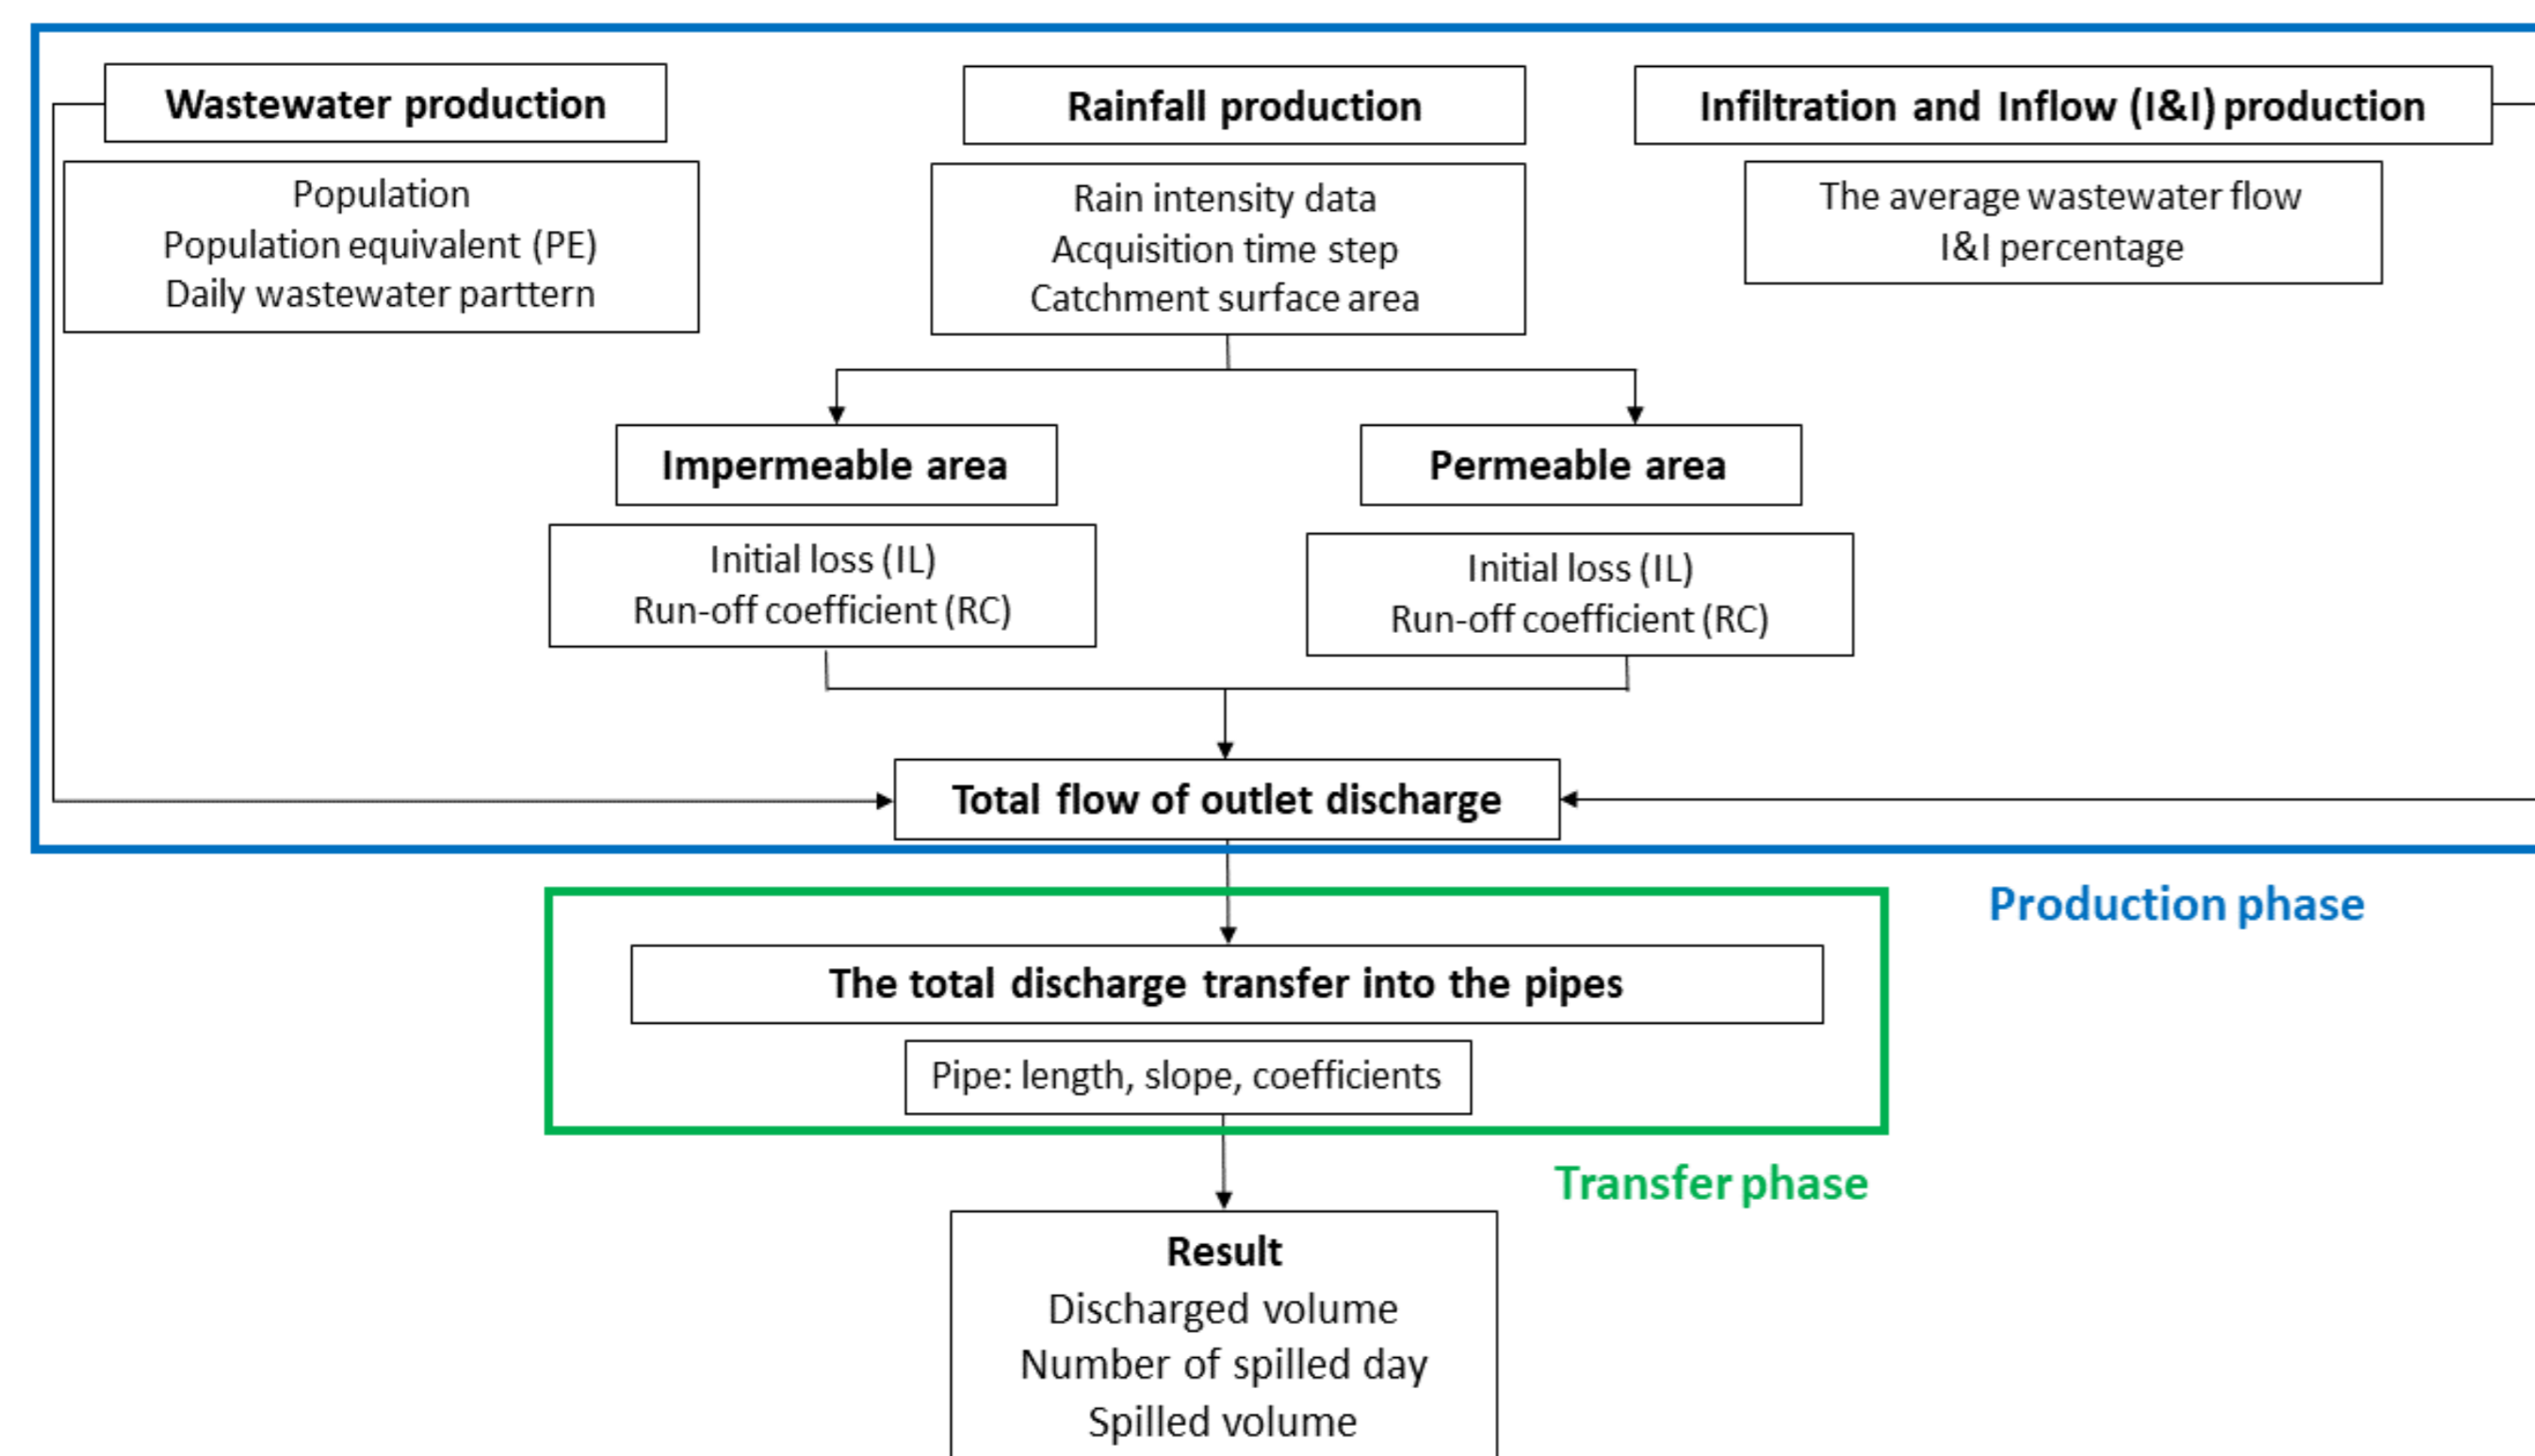 Wastewater production
Population
Population equivalent (PE)
Daily wastewater parttern
Rainfall production
Rain intensity data
Acquisition time step
Catchment surface area
Infiltration and Inflow (I&I) production
The average wastewater flow
I&I percentage
Impermeable area
Initial loss (IL)
Run-off coefficient (RC)
Permeable area
Initial loss (IL)
Run-off coefficient (RC)
Total flow of outlet discharge
Production phase
The total discharge transfer into the pipes
Pipe: length, slope, coefficients
Transfer phase
Result
Discharged volume
Number of spilled day
Spilled volume